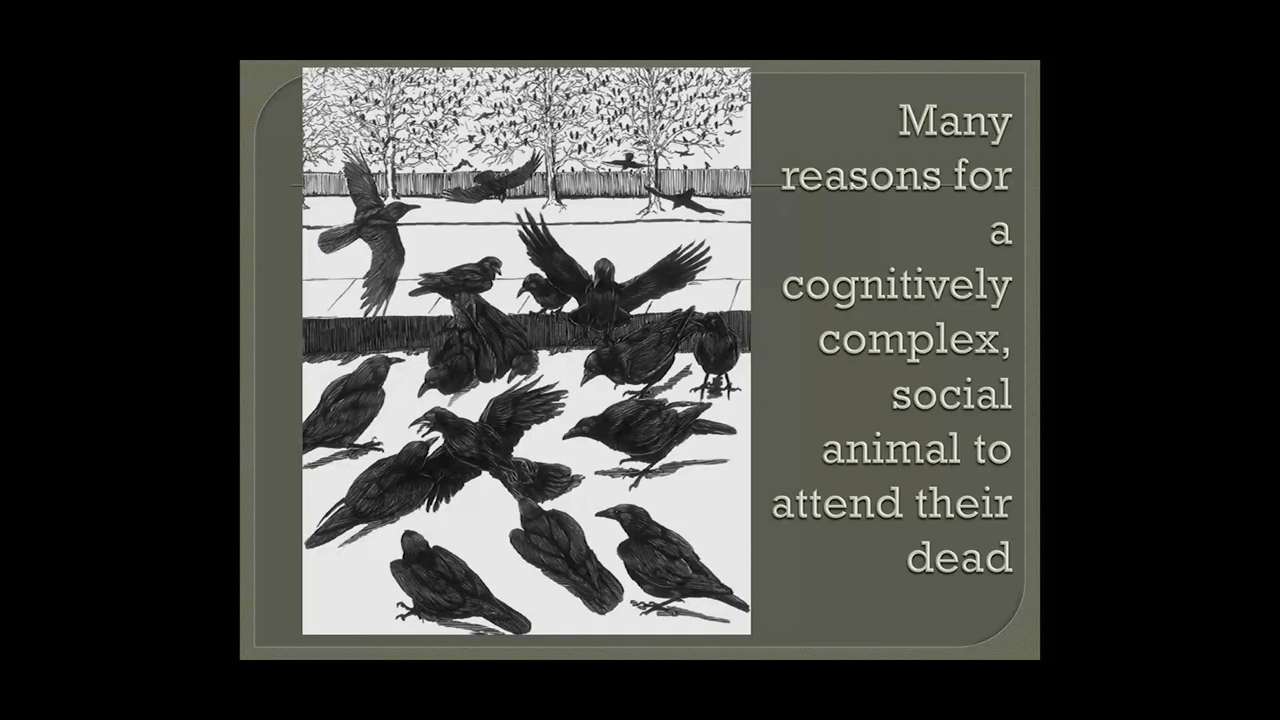 Many
reasons for
a
cognitively
complex,
social
animal to
attend their
dead